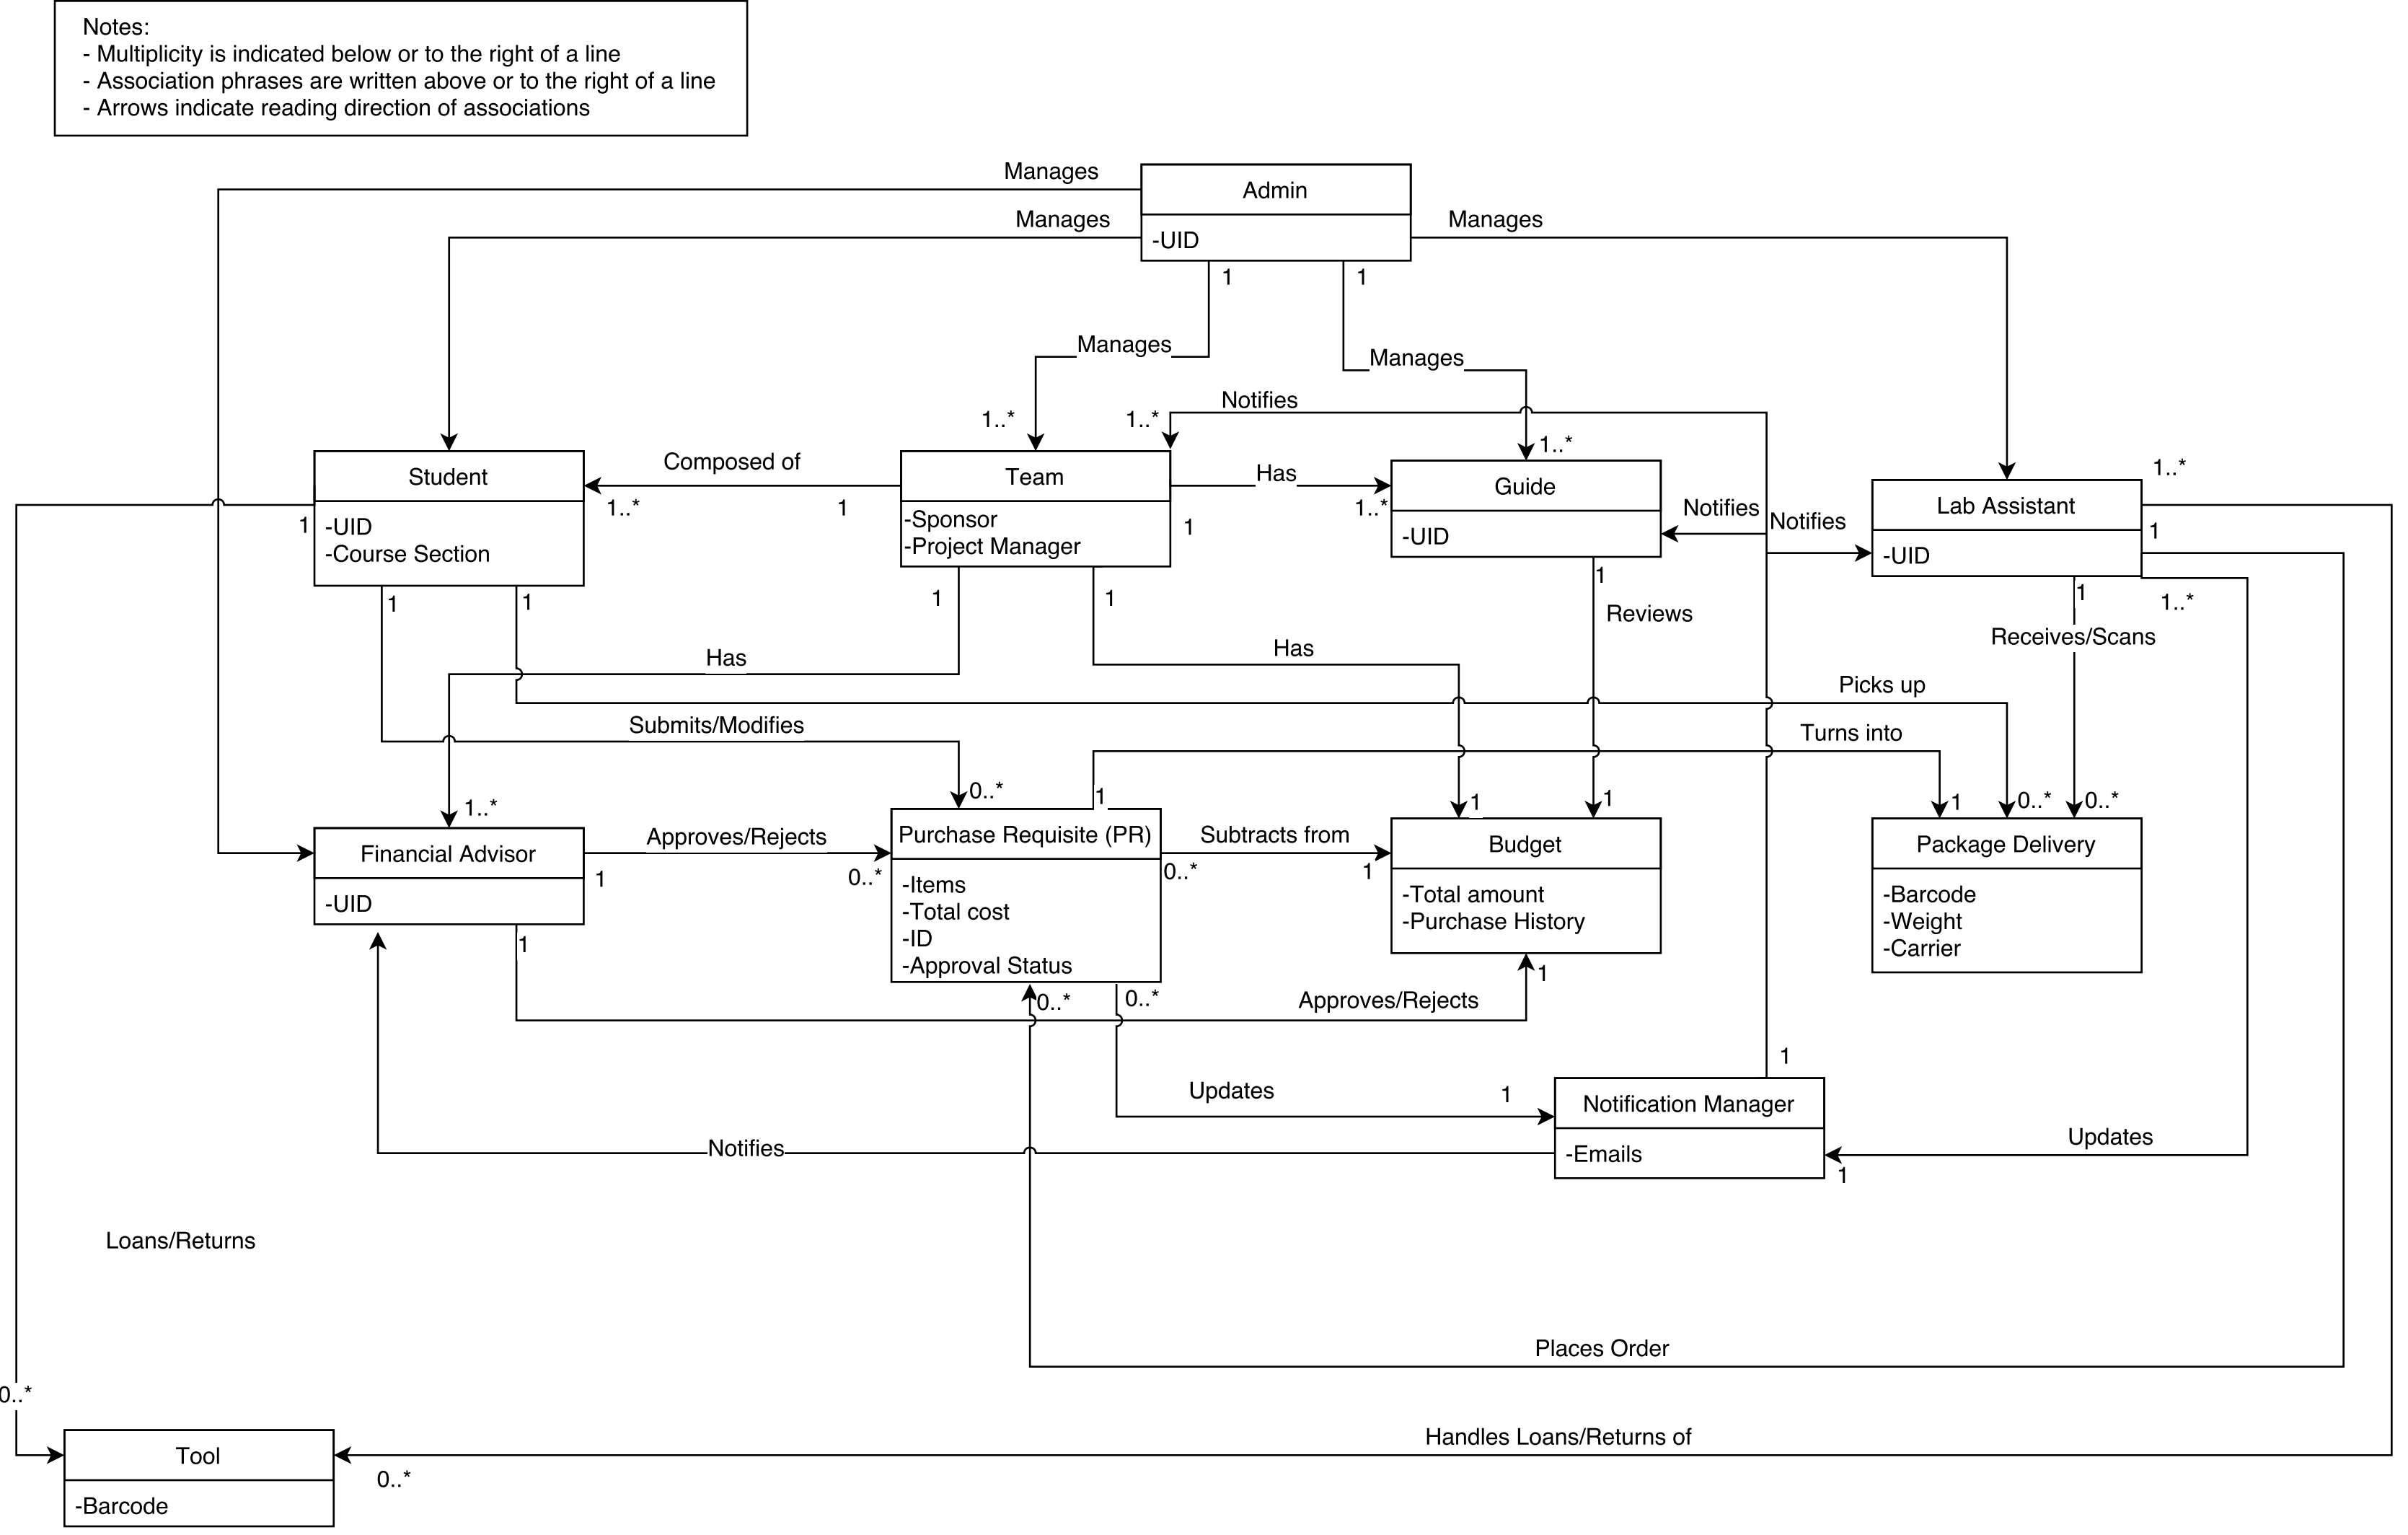 Notes:
- Multiplicity is indicated below or to the right of a line
- Association phrases are written above or to the right of a line
- Arrows indicate reading direction of associations
Manages
Admin
Manages
Manages
-UID
1
1
Manages
Manages
Notifies
1..*
1..*
1..*
Student
Composed of
Team
Has
Guide
1..*
Notifies
Notifies
Lab Assistant
1
-UID
-Course Section
1..*
1
-Sponsor
-Project Manager
1
1..*
-UID
1
-UID
1
1
1
1
1
Reviews
1
1..*
Receives/Scans
Has
Has
Picks up
Submits/Modifies
Turns into
1..*
0..*
1
1
1
1
0..*
0..*
Financial Advisor
Approves/Rejects
Purchase Requisite (PR)
Subtracts from
Budget
Package Delivery
-UID
1
0..*
-Items
-Total cost
-ID
-Approval Status
0..*
1
-Total amount
-Purchase History
-Barcode
-Weight
-Carrier
1
0..*
0..*
Approves/Rejects
1
1
Updates
1
Notification Manager
Notifies
-Emails
Updates
1
Loans/Returns
Places Order
0..*
Handles Loans/Returns of
Tool
0..*
-Barcode